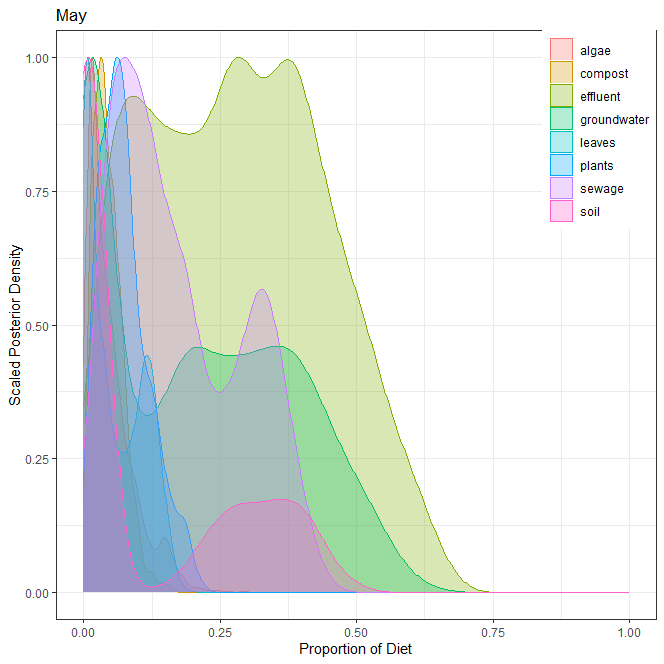 May
1.00
0.75
0.50
0.25
0.00
Scaled Posterior Density
0.00 0.25 0.50 0.75 1.00
Proportion of Diet
algae
compost
effluent
groundwater
leaves
plants
sewage
soil